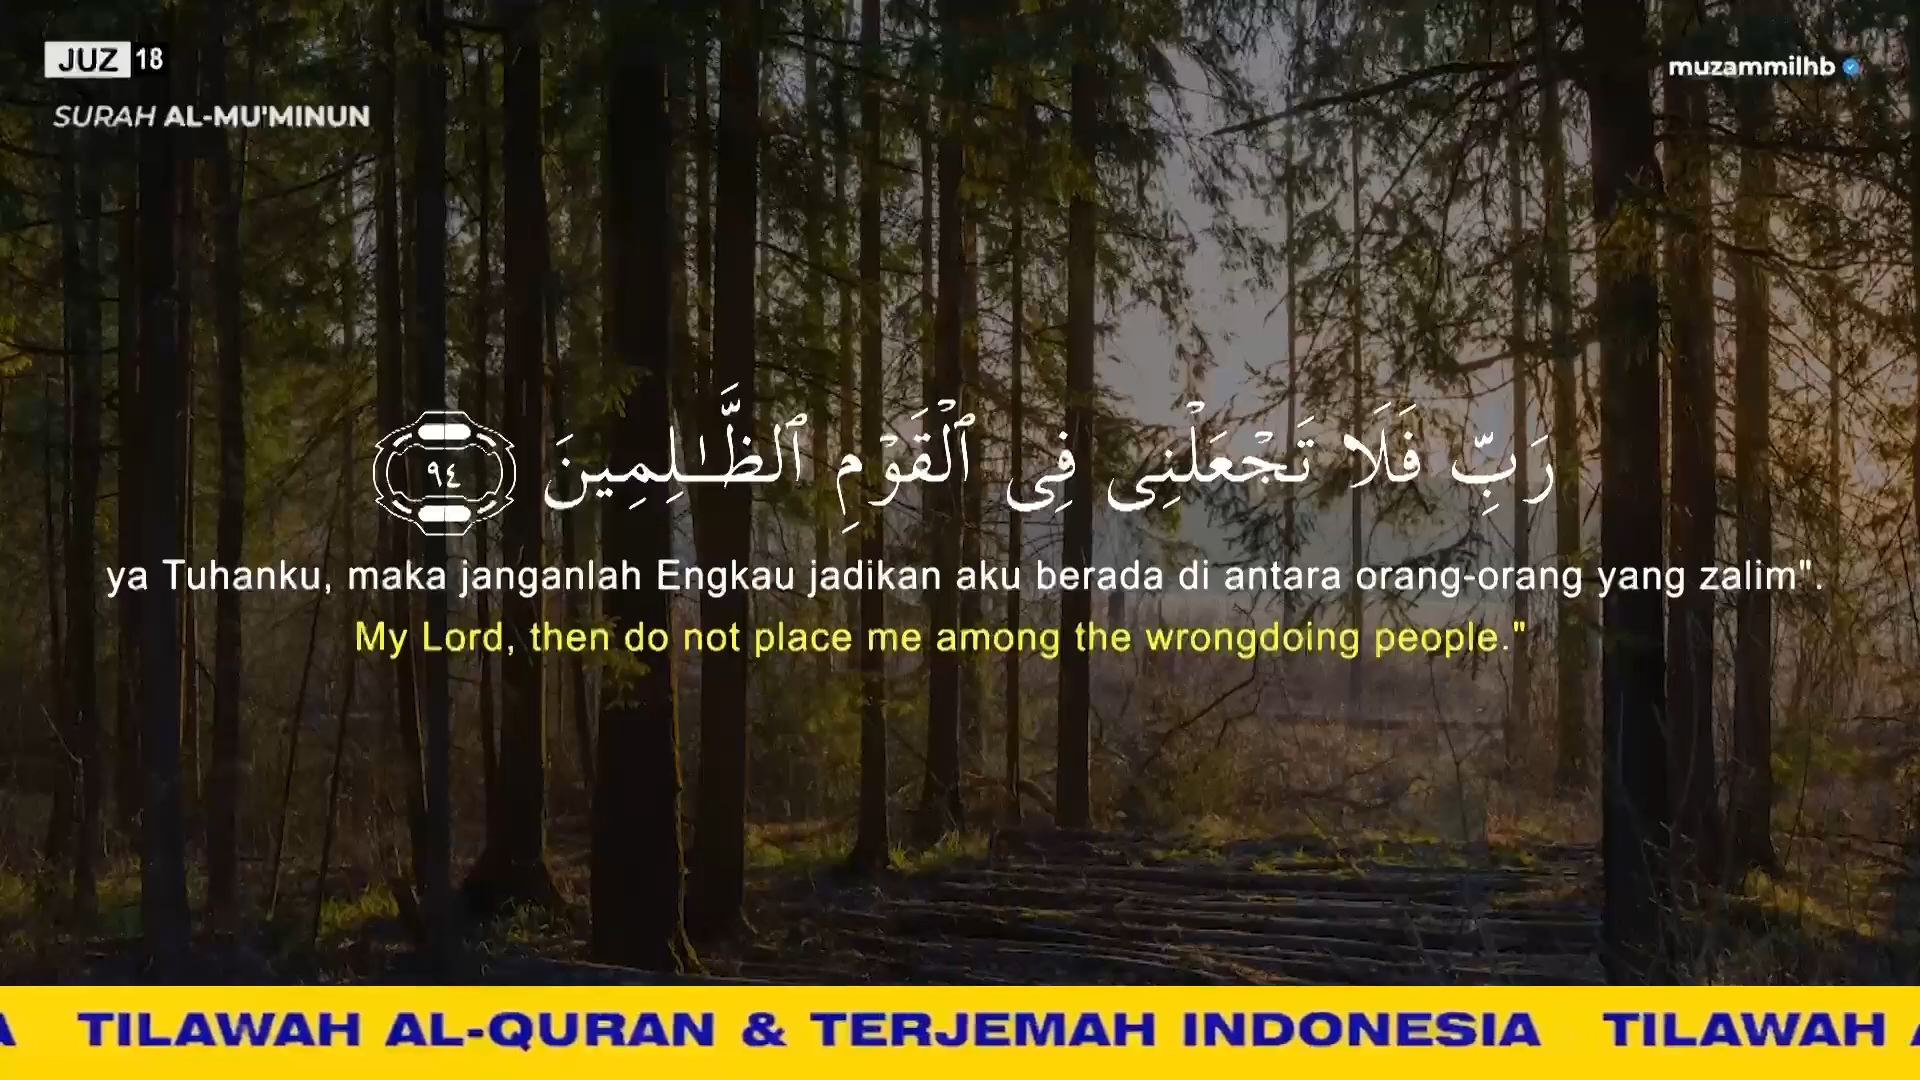 JUZ 18
muzammilhb
SURAH AL-MU'MINUN
رَبِّ فَلَا تَجْعَلْنِى فِى ٱلْقَوْمِ ٱلظَّـٰلِمِينَ ٩٤
ya Tuhanku, maka janganlah Engkau jadikan aku berada di antara orang-orang yang zalim".
My Lord, then do not place me among the wrongdoing people."
A TILAWAH AL-QURAN & TERJEMAH INDONESIA TILAWAH A